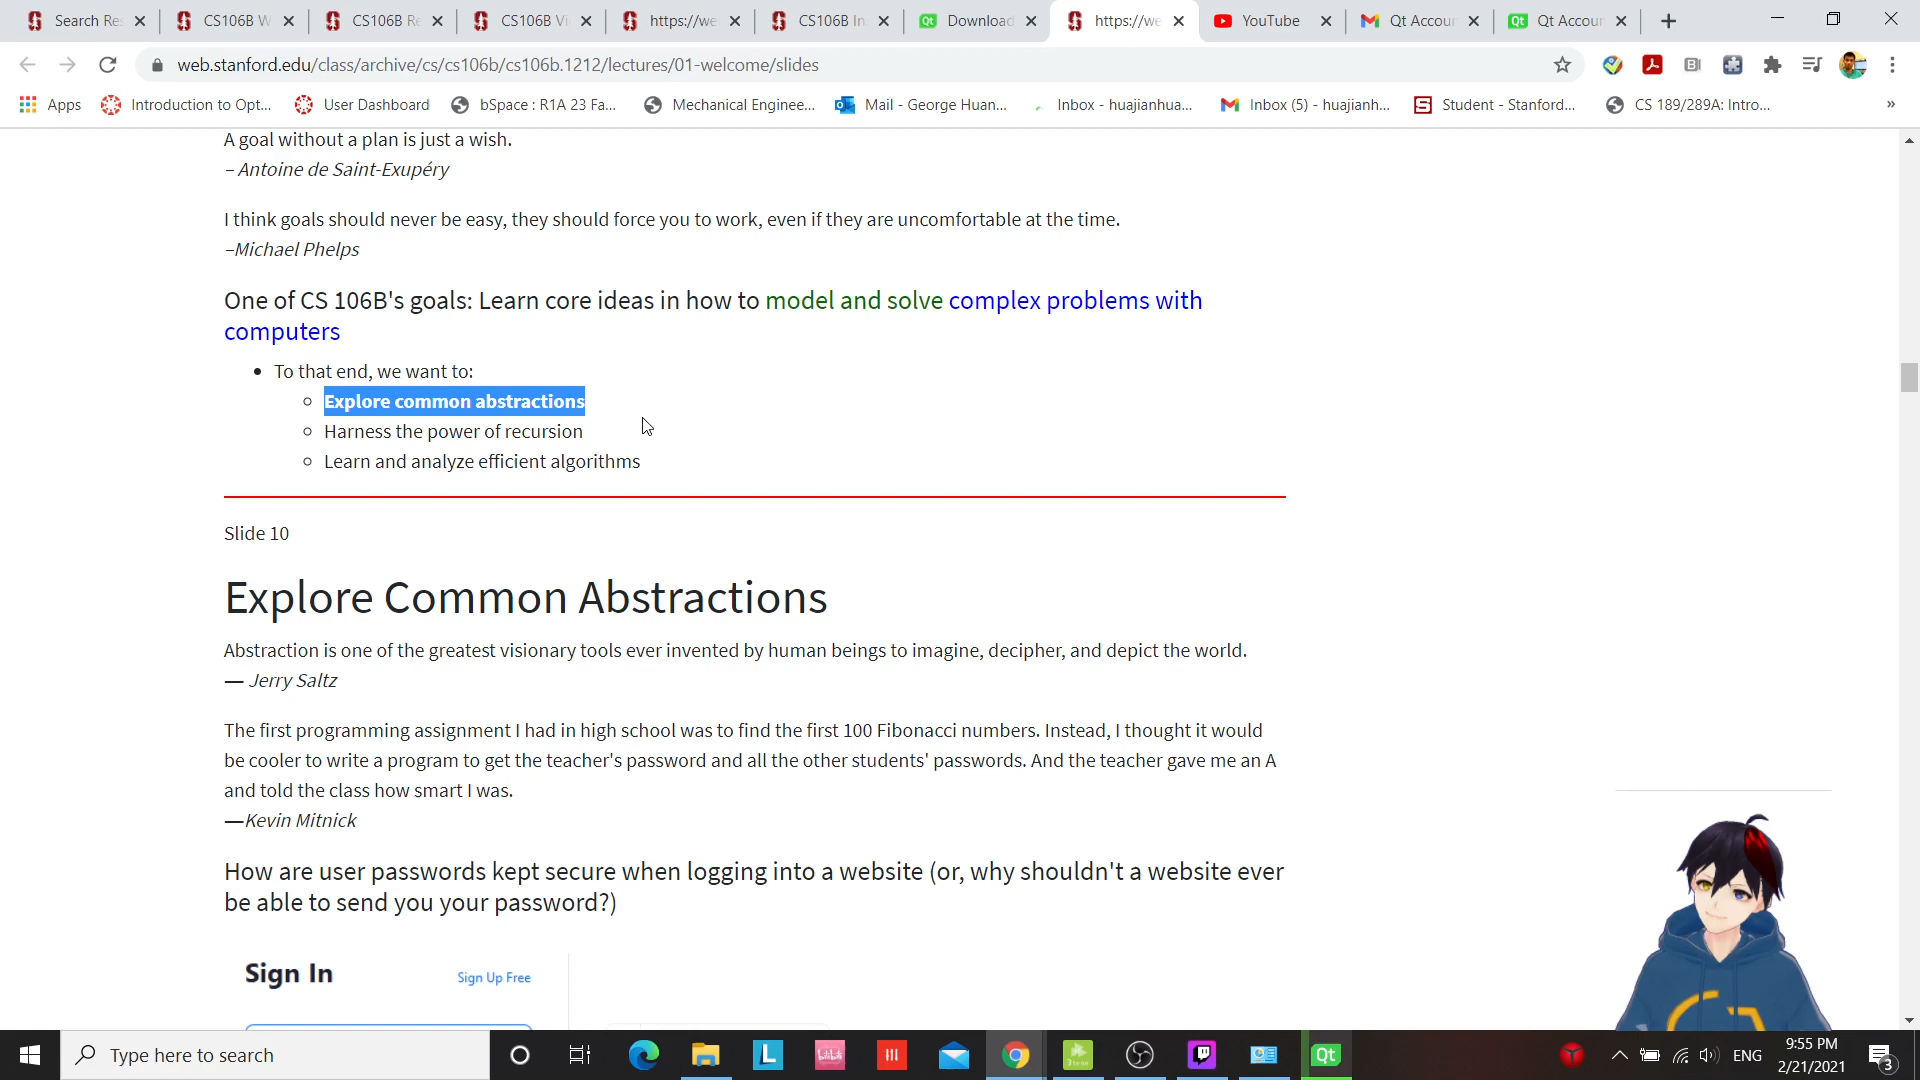 Search Re
CS106B W
CS106B Re
CS106B Vi
https://we
CS106B In
Download
https://we
YouTube
Qt Accour
Qt Accour
web.stanford.edu/class/archive/cs/cs106b/cs106b.1212/lectures/01-welcome/slides
Apps
Introduction to Opt...
User Dashboard
bSpace : R1A 23 Fa...
Mechanical Enginee...
Mail - George Huan...
Inbox - huajianhua...
Inbox (5) - huajianh...
Student - Stanford...
CS 189/289A: Intro...
A goal without a plan is just a wish.
– Antoine de Saint-Exupéry
I think goals should never be easy, they should force you to work, even if they are uncomfortable at the time.
–Michael Phelps
One of CS 106B's goals: Learn core ideas in how to model and solve complex problems with
computers
To that end, we want to:
Explore common abstractions
Harness the power of recursion
Learn and analyze efficient algorithms
Slide 10
Explore Common Abstractions
Abstraction is one of the greatest visionary tools ever invented by human beings to imagine, decipher, and depict the world.
— Jerry Saltz
The first programming assignment I had in high school was to find the first 100 Fibonacci numbers. Instead, I thought it would
be cooler to write a program to get the teacher's password and all the other students' passwords. And the teacher gave me an A
and told the class how smart I was.
—Kevin Mitnick
How are user passwords kept secure when logging into a website (or, why shouldn't a website ever
be able to send you your password?)
Sign In
Sign Up Free
Type here to search
ENG
9:55 PM
2/21/2021
3